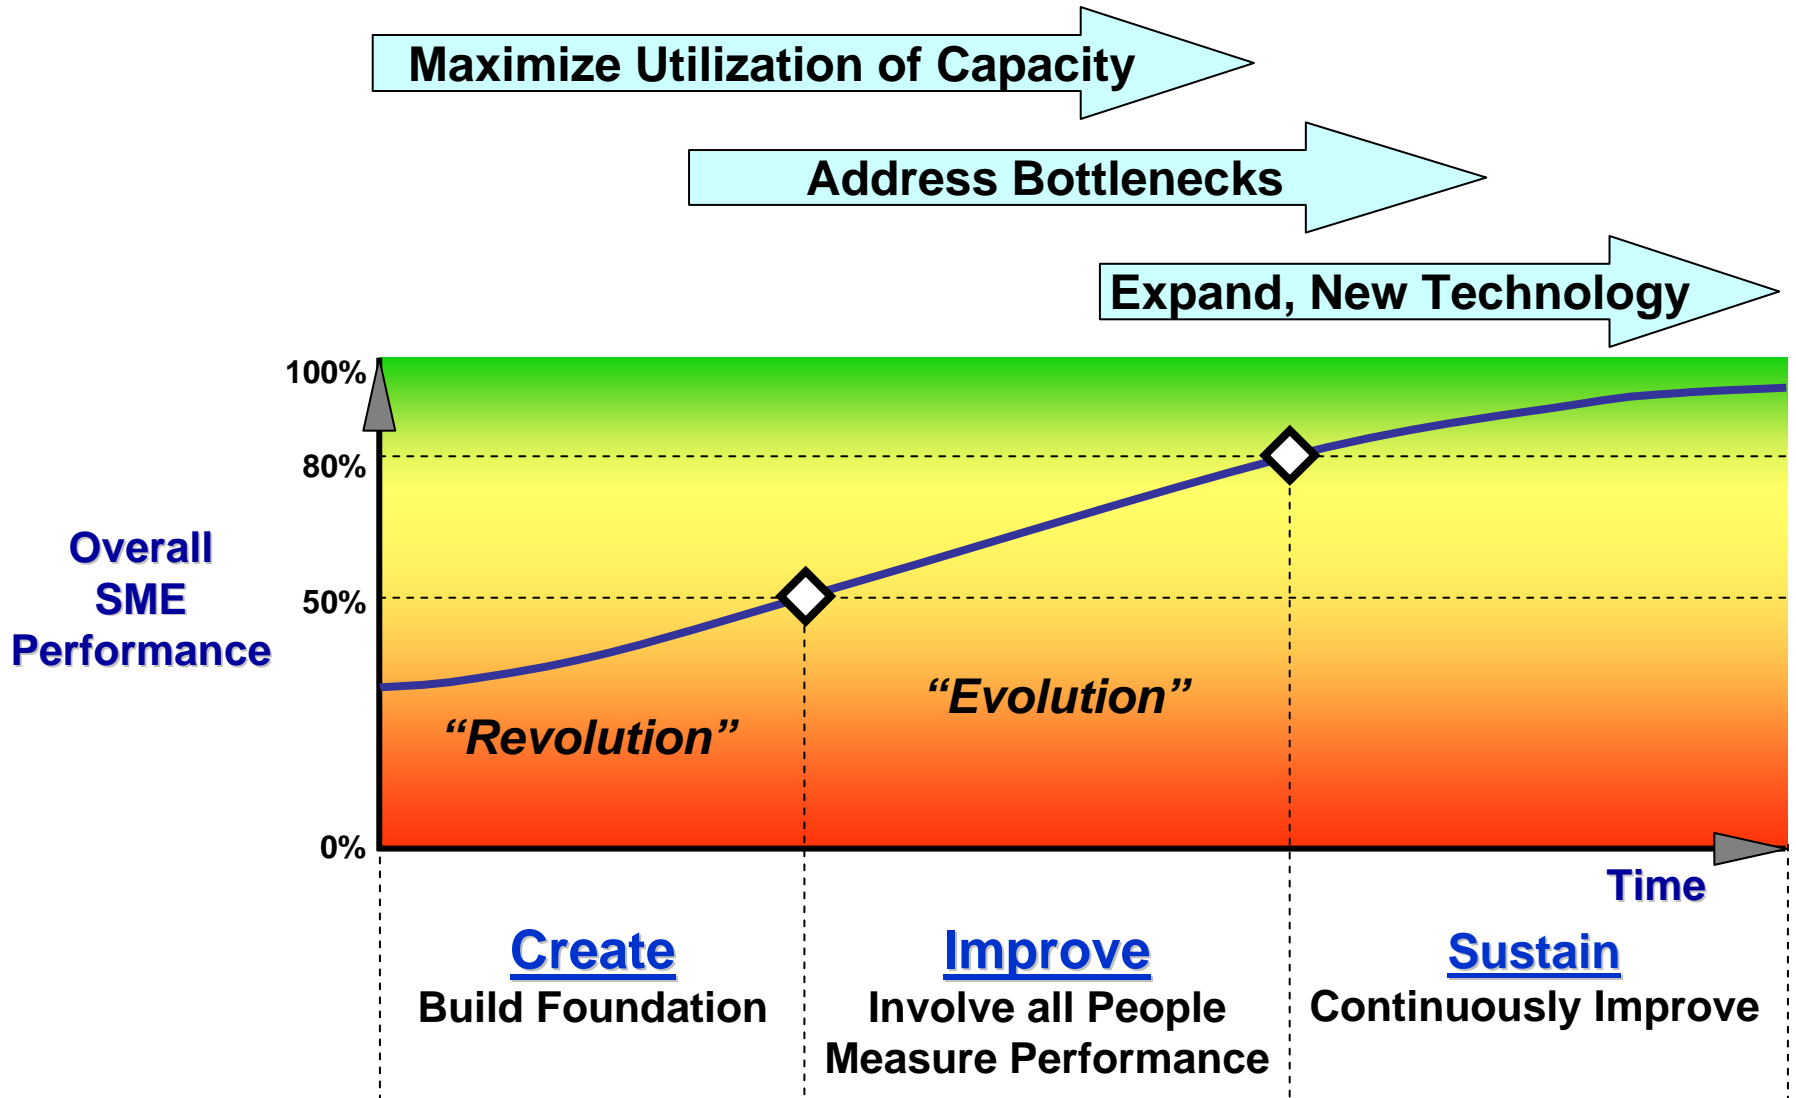 Maximize Utilization of Capacity
Address Bottlenecks
Expand, New Technology
100%
80%
50%
0%
Overall
SME
Performance
“Revolution”
“Evolution”
Time
Create
Build Foundation
Improve
Involve all People
Measure Performance
Sustain
Continuously Improve